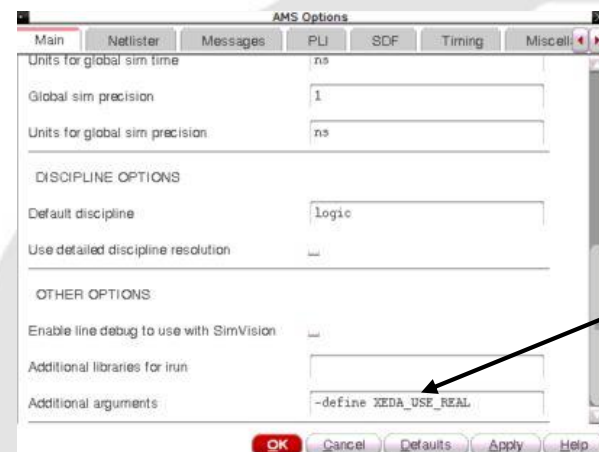 AMS Options
Main Netlister Messages PLI SDF Timing Miscell
Units for global sim time ns
Global sim precision 1
Units for global sim precision ns
DISCIPLINE OPTIONS
Default discipline logic
Use detailed discipline resolution
OTHER OPTIONS
Enable line debug to use with SimVision
Additional libraries for irun
Additional arguments -define XEDA_USE_REAL
OK Cancel Defaults Apply Help